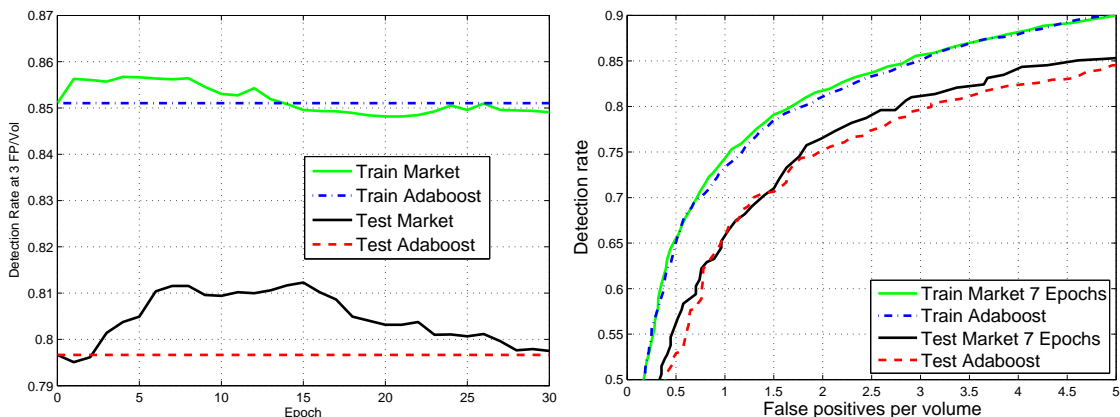 0.87
0.86
0.85
0.84
0.83
0.82
0.81
0.8
0.79
Detection Rate at 3 FP/Vol
0 5 10 15 20 25 30
Epoch
Train Market
Train Adaboost
Test Market
Test Adaboost
0.9
0.85
0.8
0.75
0.7
0.65
0.6
0.55
0.5
Detection rate
0 0.5 1 1.5 2 2.5 3 3.5 4 4.5 5
False positives per volume
Train Market 7 Epochs
Train Adaboost
Test Market 7 Epochs
Test Adaboost